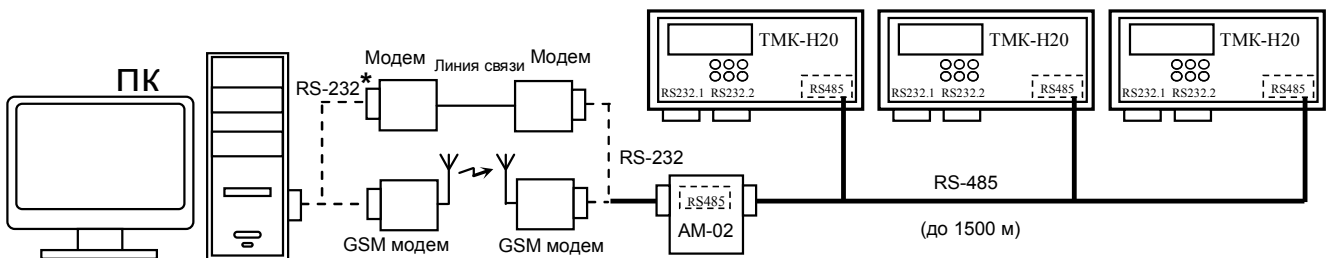 ПК
RS-232*
Модем
Линия связи
Модем
GSM модем
GSM модем
RS-232
RS485
АМ-02
ТМК-Н20
RS232.1 RS232.2
RS485
ТМК-Н20
RS232.1 RS232.2
RS485
ТМК-Н20
RS232.1 RS232.2
RS485
RS-485
(до 1500 м)